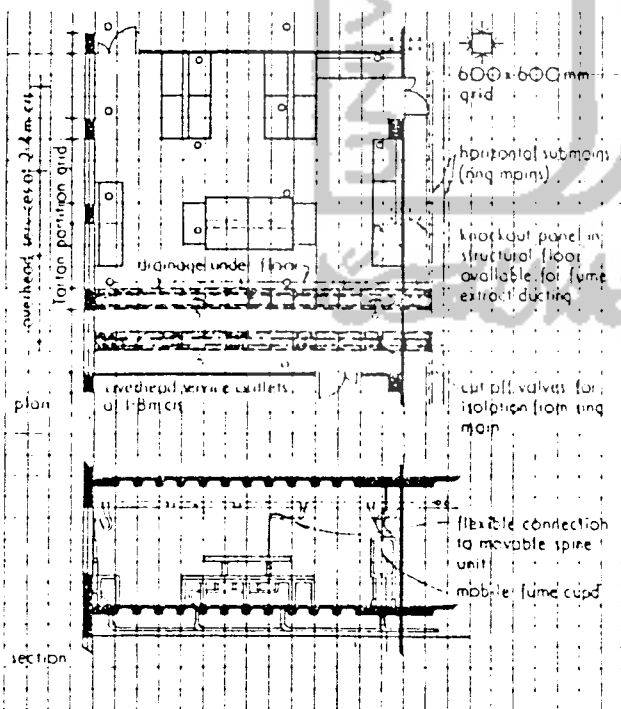 600 x 600 mm
grid
horizontal submains
(ring mains)
knockout panel in
structural floor
available for fume
extract ducting
overhead services at 2·4m crs
Tartan partition grid
drainage under floor
overhead service outlets
at 1·8m crs
cut off valves for
isolation from ring
main
plan
flexible connection
to movable spine
unit
mobile fume cupd
section